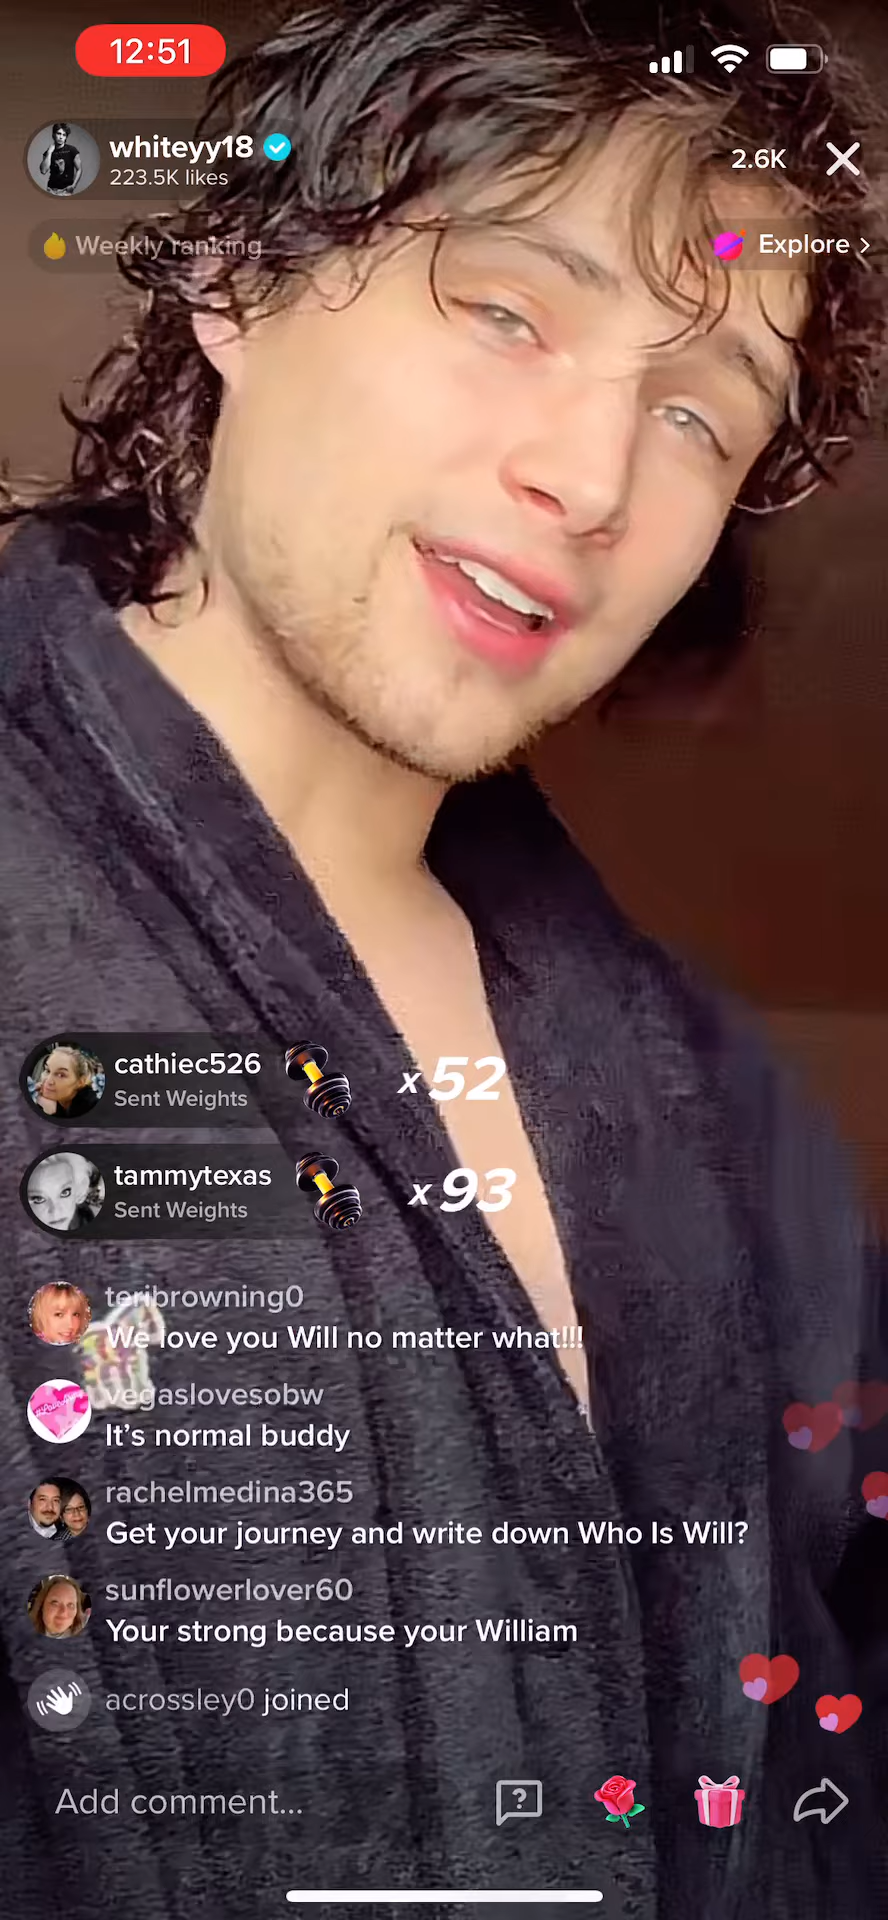 12:51
whiteyy18
2.6K
223.5K likes
Weekly ranking
Explore >
cathiec526
Sent Weights
x 52
tammytexas
Sent Weights
x 93
teribrowning0
We love you Will no matter what!!!
vegaslovesobw
It's normal buddy
rachelmedina365
Get your journey and write down Who Is Will?
sunflowerlover60
Your strong because your William
acrossley0 joined
Add comment...
?